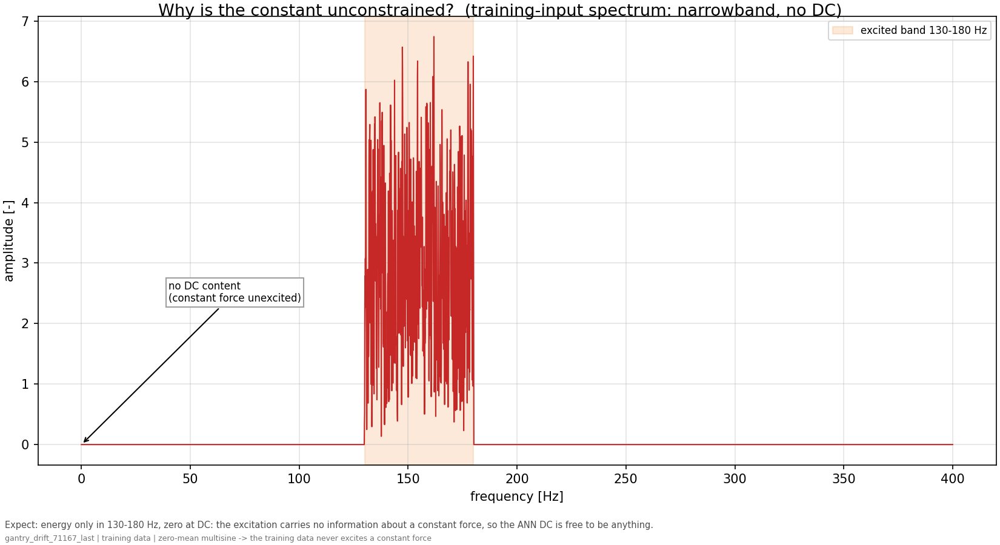 Why is the constant unconstrained?  (training-input spectrum: narrowband, no DC)
7
6
5
4
3
2
1
0
amplitude [-]
excited band 130-180 Hz
no DC content
(constant force unexcited)
0
50
100
150
200
250
300
350
400
frequency [Hz]
Expect: energy only in 130-180 Hz, zero at DC: the excitation carries no information about a constant force, so the ANN DC is free to be anything.
gantry_drift_71167_last | training data | zero-mean multisine -> the training data never excites a constant force